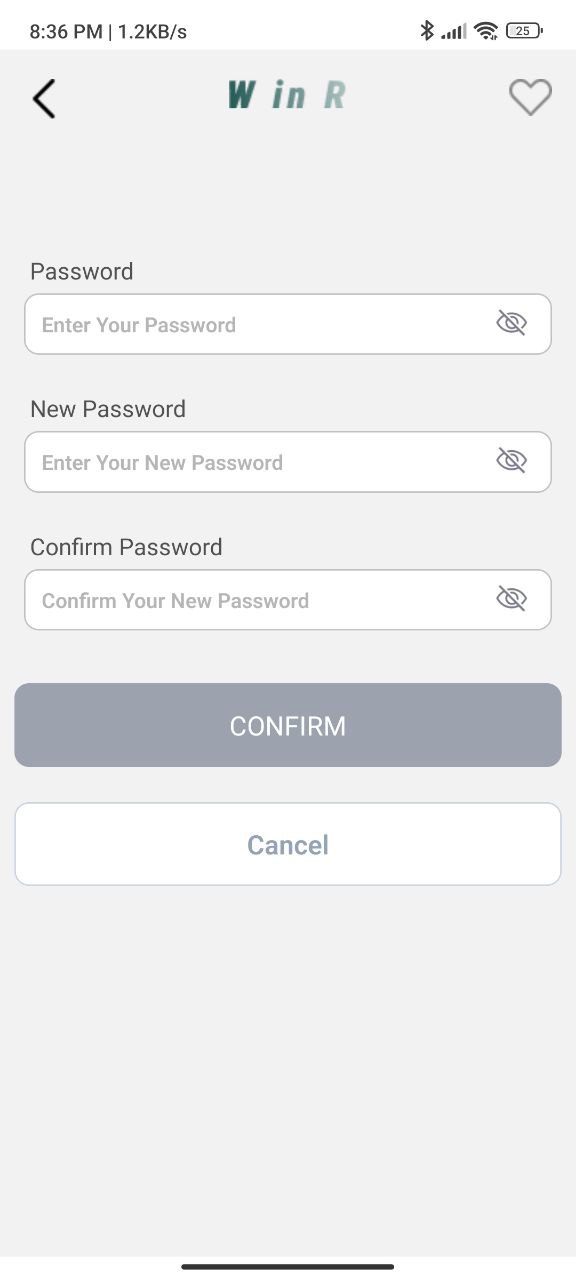 8:36 PM | 1.2KB/s 25
W in R
Password
Enter Your Password
New Password
Enter Your New Password
Confirm Password
Confirm Your New Password
CONFIRM
Cancel